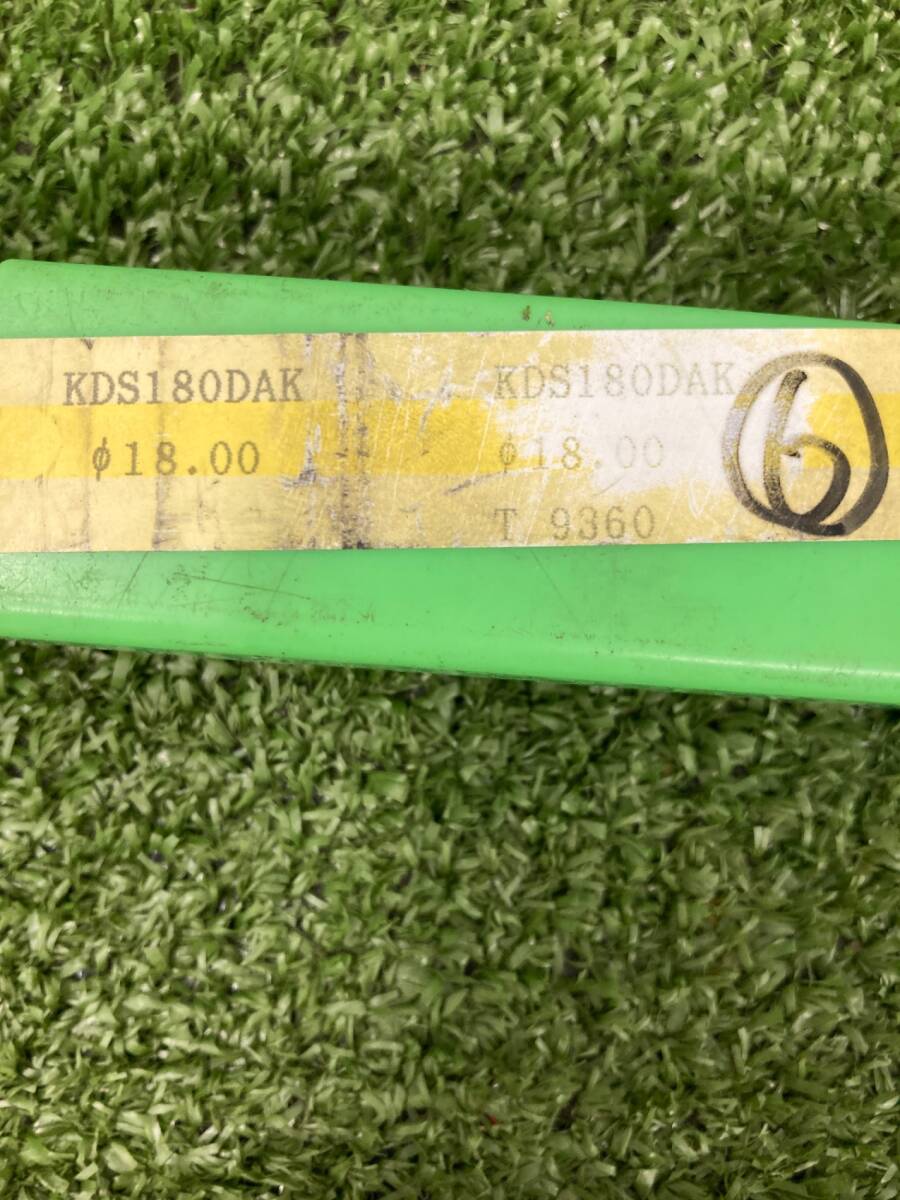 KDS180DAK
φ18.00
KDS180DAK
φ18.00
T 9360
6